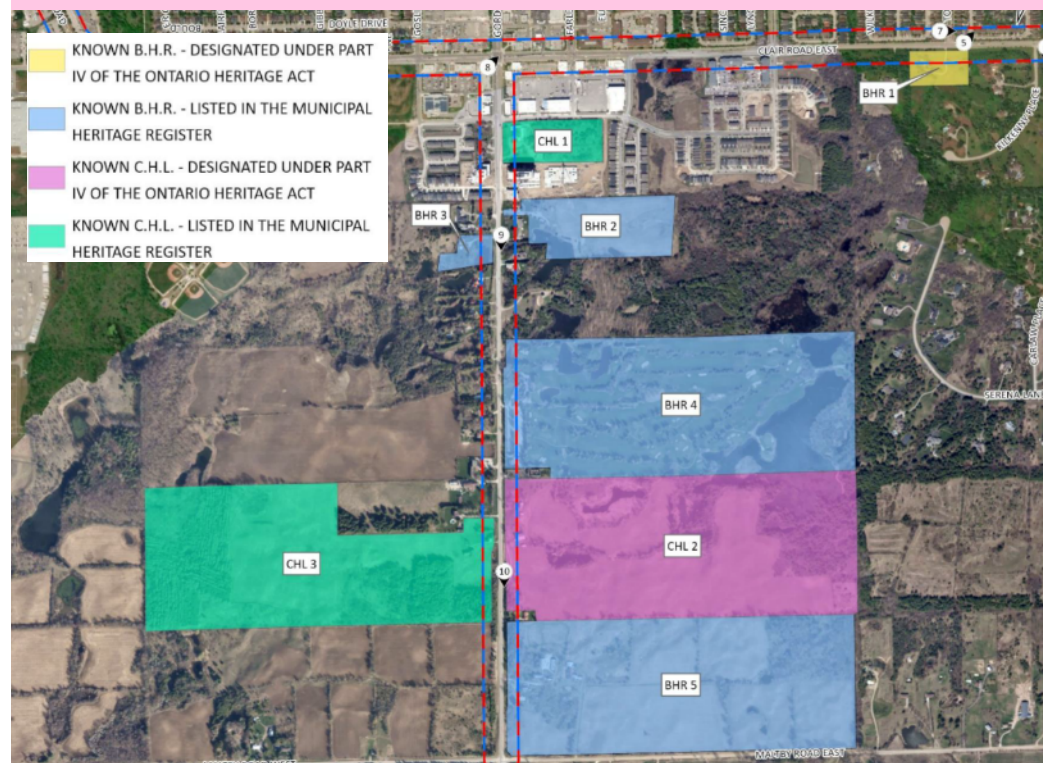 DOYLE DRIVE
CLAIR ROAD EAST
7
5
8
KNOWN B.H.R. - DESIGNATED UNDER PART
IV OF THE ONTARIO HERITAGE ACT
KNOWN B.H.R. - LISTED IN THE MUNICIPAL
HERITAGE REGISTER
KNOWN C.H.L. - DESIGNATED UNDER PART
IV OF THE ONTARIO HERITAGE ACT
KNOWN C.H.L. - LISTED IN THE MUNICIPAL
HERITAGE REGISTER
BHR 1
KILKENNY PLACE
CHL 1
BHR 3
BHR 2
9
SERENA LANE
BHR 4
CHL 2
CHL 3
10
BHR 5
MALTBY ROAD EAST